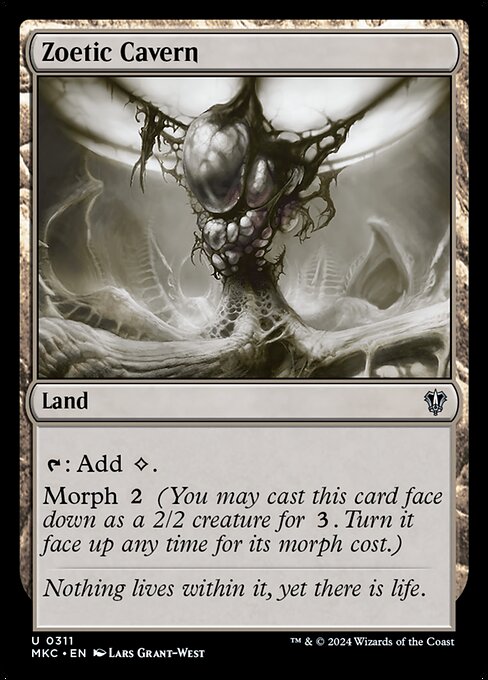 Zoetic Cavern
Land
: Add .
Morph 2 (You may cast this card face
down as a 2/2 creature for 3. Turn it
face up any time for its morph cost.)
Nothing lives within it, yet there is life.
U 0311
™ & © 2024 Wizards of the Coast
MKC • EN Lars Grant-West